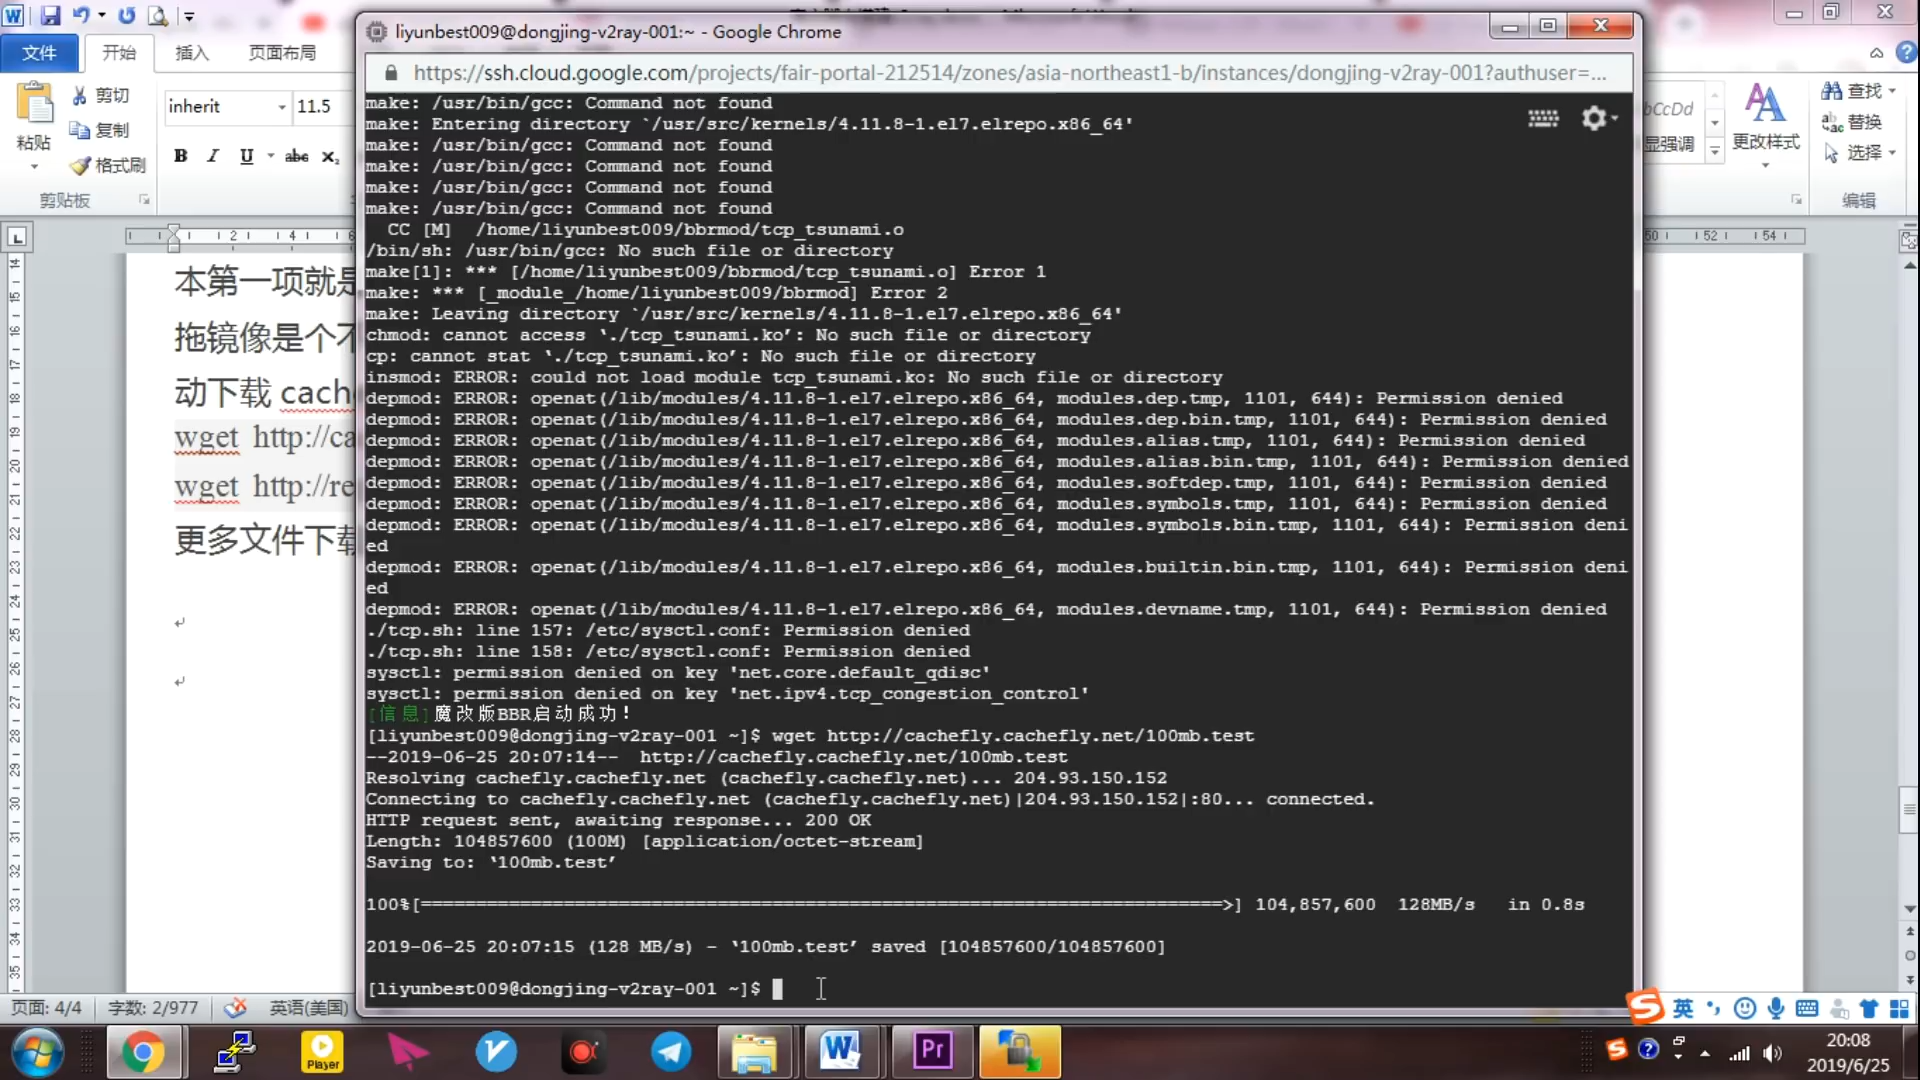 liyunbest009@dongjing-v2ray-001:~ - Google Chrome
文件 开始 插入 页面布局
https://ssh.cloud.google.com/projects/fair-portal-212514/zones/asia-northeast1-b/instances/dongjing-v2ray-001?authuser=...
粘贴
剪切
复制
格式刷
剪贴板
inherit 11.5
B I U abc x₂
显强调
更改样式
查找
替换
选择
编辑
本第一项就是
拖镜像是个不
动下载 cach
wget http://ca
wget http://re
更多文件下载
make: /usr/bin/gcc: Command not found
make: Entering directory `/usr/src/kernels/4.11.8-1.el7.elrepo.x86_64'
make: /usr/bin/gcc: Command not found
make: /usr/bin/gcc: Command not found
make: /usr/bin/gcc: Command not found
make: /usr/bin/gcc: Command not found
CC [M]  /home/liyunbest009/bbrmod/tcp_tsunami.o
/bin/sh: /usr/bin/gcc: No such file or directory
make[1]: *** [/home/liyunbest009/bbrmod/tcp_tsunami.o] Error 1
make: *** [_module_/home/liyunbest009/bbrmod] Error 2
make: Leaving directory `/usr/src/kernels/4.11.8-1.el7.elrepo.x86_64'
chmod: cannot access ‘./tcp_tsunami.ko’: No such file or directory
cp: cannot stat ‘./tcp_tsunami.ko’: No such file or directory
insmod: ERROR: could not load module tcp_tsunami.ko: No such file or directory
depmod: ERROR: openat(/lib/modules/4.11.8-1.el7.elrepo.x86_64, modules.dep.tmp, 1101, 644): Permission denied
depmod: ERROR: openat(/lib/modules/4.11.8-1.el7.elrepo.x86_64, modules.dep.bin.tmp, 1101, 644): Permission denied
depmod: ERROR: openat(/lib/modules/4.11.8-1.el7.elrepo.x86_64, modules.alias.tmp, 1101, 644): Permission denied
depmod: ERROR: openat(/lib/modules/4.11.8-1.el7.elrepo.x86_64, modules.alias.bin.tmp, 1101, 644): Permission denied
depmod: ERROR: openat(/lib/modules/4.11.8-1.el7.elrepo.x86_64, modules.softdep.tmp, 1101, 644): Permission denied
depmod: ERROR: openat(/lib/modules/4.11.8-1.el7.elrepo.x86_64, modules.symbols.tmp, 1101, 644): Permission denied
depmod: ERROR: openat(/lib/modules/4.11.8-1.el7.elrepo.x86_64, modules.symbols.bin.tmp, 1101, 644): Permission deni
ed
depmod: ERROR: openat(/lib/modules/4.11.8-1.el7.elrepo.x86_64, modules.builtin.bin.tmp, 1101, 644): Permission deni
ed
depmod: ERROR: openat(/lib/modules/4.11.8-1.el7.elrepo.x86_64, modules.devname.tmp, 1101, 644): Permission denied
./tcp.sh: line 157: /etc/sysctl.conf: Permission denied
./tcp.sh: line 158: /etc/sysctl.conf: Permission denied
sysctl: permission denied on key 'net.core.default_qdisc'
sysctl: permission denied on key 'net.ipv4.tcp_congestion_control'
[信息]魔改版BBR启动成功！
[liyunbest009@dongjing-v2ray-001 ~]$ wget http://cachefly.cachefly.net/100mb.test
--2019-06-25 20:07:14--  http://cachefly.cachefly.net/100mb.test
Resolving cachefly.cachefly.net (cachefly.cachefly.net)... 204.93.150.152
Connecting to cachefly.cachefly.net (cachefly.cachefly.net)|204.93.150.152|:80... connected.
HTTP request sent, awaiting response... 200 OK
Length: 104857600 (100M) [application/octet-stream]
Saving to: ‘100mb.test’
100%[=========================================================================>] 104,857,600  128MB/s   in 0.8s
2019-06-25 20:07:15 (128 MB/s) - ‘100mb.test’ saved [104857600/104857600]
[liyunbest009@dongjing-v2ray-001 ~]$
页面: 4/4 字数: 2/977 英语(美国)
英
Player
Pr
20:08
2019/6/25